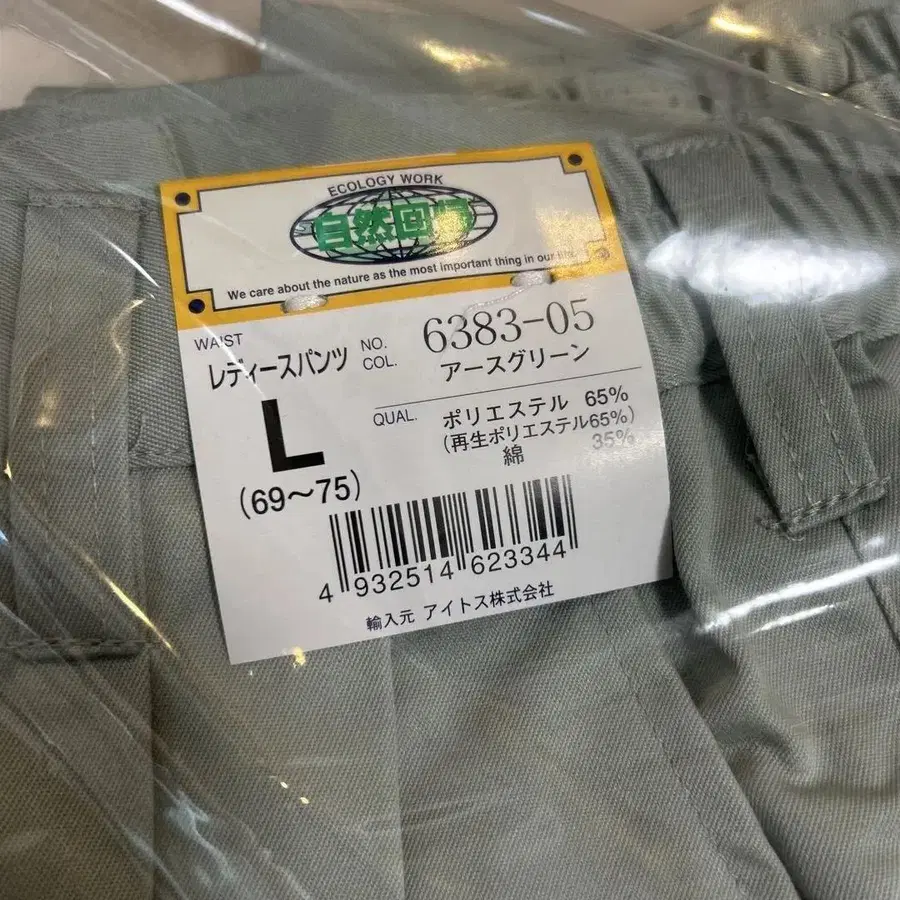 ECOLOGY WORK
自然回帰
We care about the nature as the most important thing in our life.
WAIST
レディースパンツ
L
(69〜75)
NO. 6383-05
COL. アースグリーン
QUAL. ポリエステル 65%
(再生ポリエステル65%)
綿 35%
4 932514 623344
輸入元 アイトス株式会社